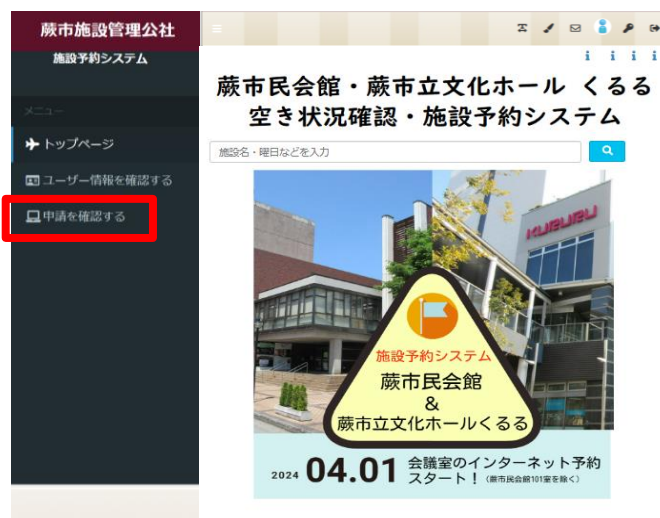 蕨市施設管理公社
施設予約システム
メニュー
トップページ
ユーザー情報を確認する
申請を確認する
蕨市民会館・蕨市立文化ホール くるる
空き状況確認・施設予約システム
施設名・曜日などを入力
KURURU
施設予約システム
蕨市民会館
&
蕨市立文化ホールくるる
2024 04.01 会議室のインターネット予約
スタート！（蕨市民会館101室を除く）